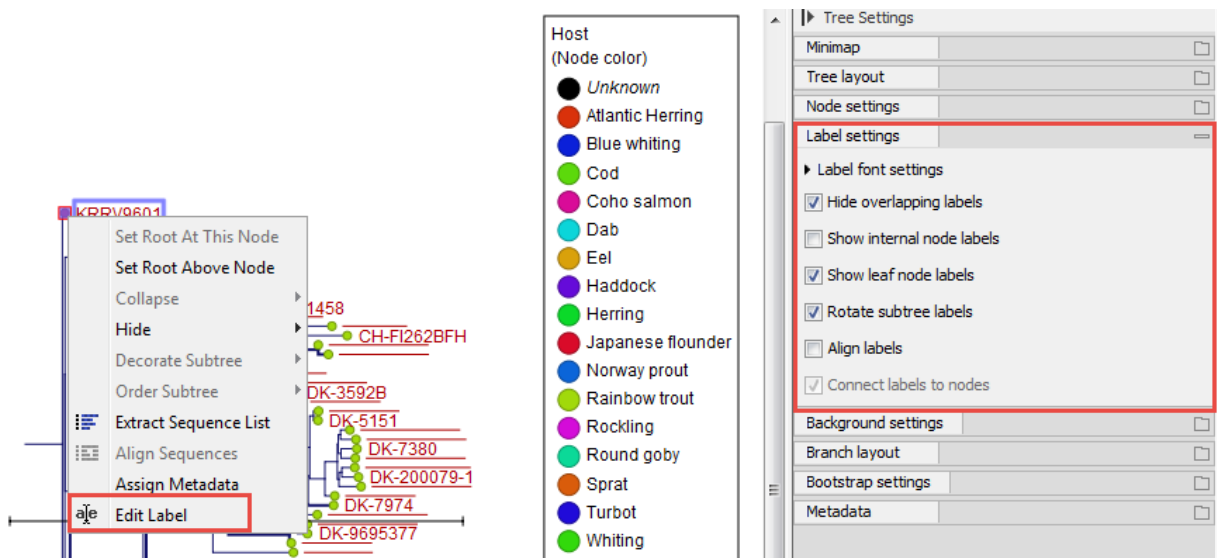 KRRV9601
Set Root At This Node
Set Root Above Node
Collapse
Hide
Decorate Subtree
Order Subtree
Extract Sequence List
Align Sequences
Assign Metadata
Edit Label
1458
CH-FI262BFH
DK-3592B
DK-5151
DK-7380
DK-200079-1
DK-7974
DK-9695377
Host
(Node color)
Unknown
Atlantic Herring
Blue whiting
Cod
Coho salmon
Dab
Eel
Haddock
Herring
Japanese flounder
Norway prout
Rainbow trout
Rockling
Round goby
Sprat
Turbot
Whiting
Tree Settings
Minimap
Tree layout
Node settings
Label settings
Label font settings
Hide overlapping labels
Show internal node labels
Show leaf node labels
Rotate subtree labels
Align labels
Connect labels to nodes
Background settings
Branch layout
Bootstrap settings
Metadata